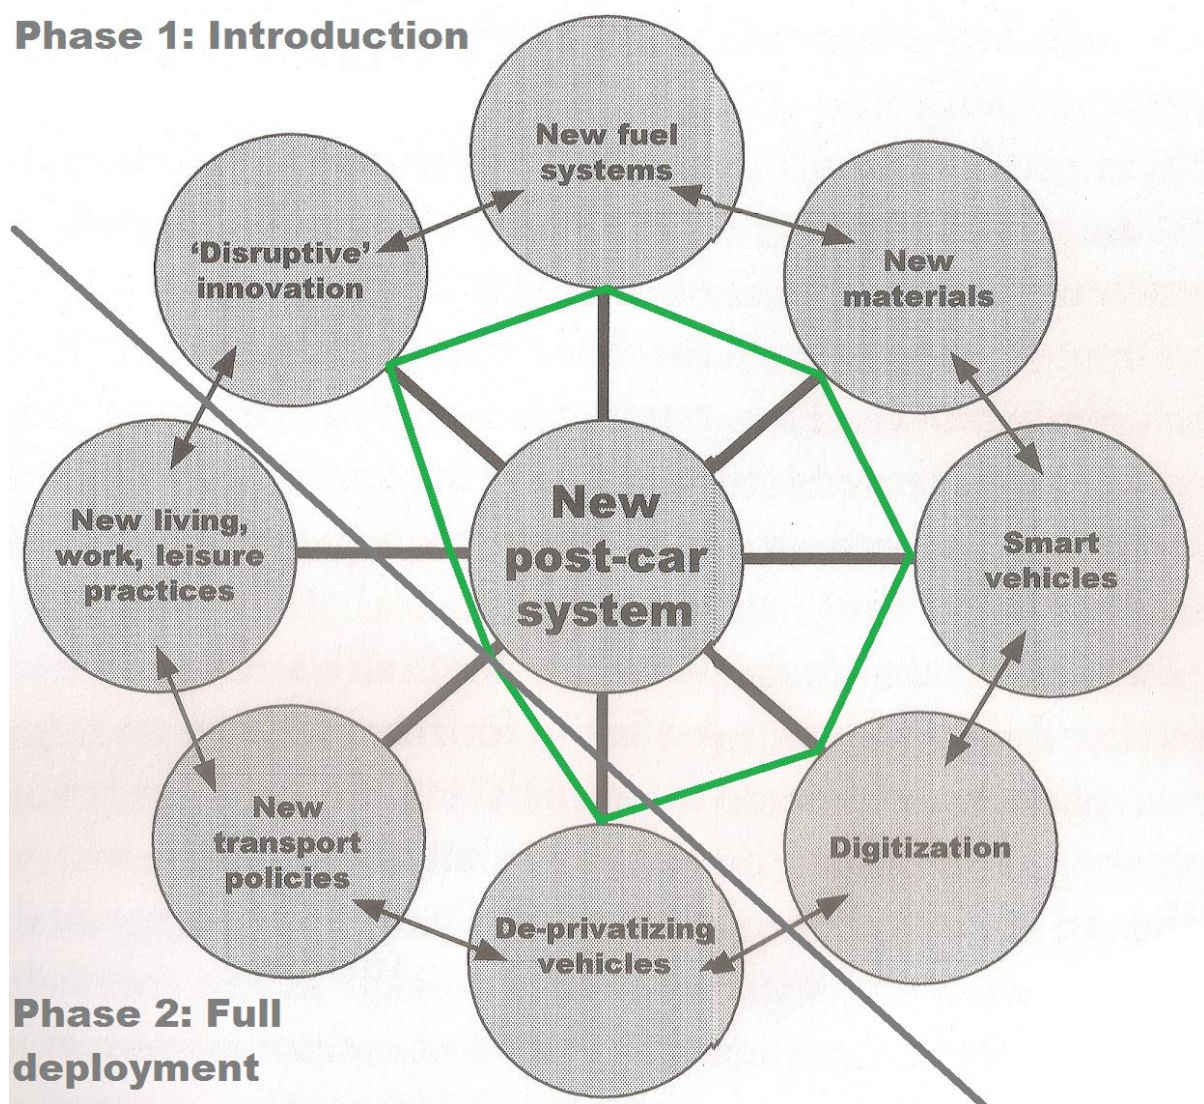 Phase 1: Introduction
New fuel
systems
‘Disruptive’
innovation
New
materials
New living,
work, leisure
practices
New
post-car
system
Smart
vehicles
New
transport
policies
Digitization
De-privatizing
vehicles
Phase 2: Full
deployment